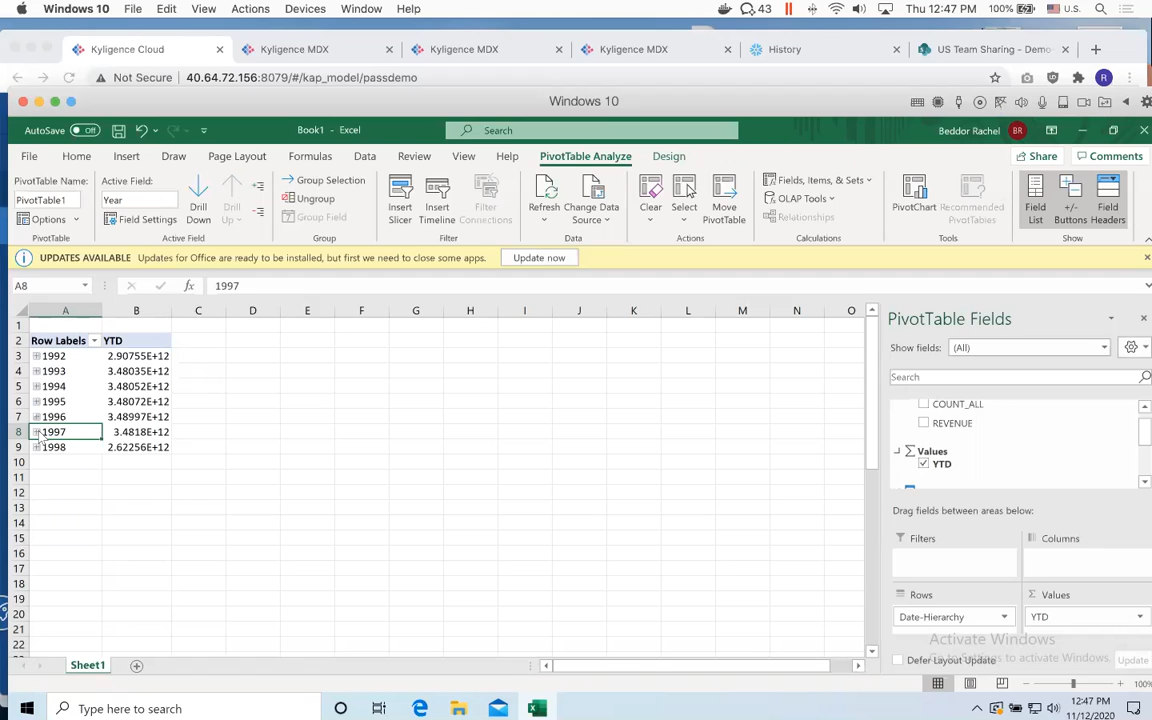 Windows 10 File Edit View Actions Devices Window Help 43 Thu 12:47 PM 100% U.S.
Kyligence Cloud Kyligence MDX Kyligence MDX Kyligence MDX History US Team Sharing - Demo
Not Secure 40.64.72.156:8079/#/kap_model/passdemo R
Windows 10
AutoSave Off Book1 - Excel Search Beddor Rachel BR
File Home Insert Draw Page Layout Formulas Data Review View Help PivotTable Analyze Design Share Comments
PivotTable Name:
PivotTable1
Options
PivotTable
Active Field:
Year
Field Settings
Drill Down
Drill Up
Active Field
Group Selection
Ungroup
Group Field
Group
Insert Slicer
Insert Timeline
Filter Connections
Filter
Refresh
Change Data Source
Data
Clear
Select
Move PivotTable
Actions
Fields, Items, & Sets
OLAP Tools
Relationships
Calculations
PivotChart
Recommended PivotTables
Tools
Field List
+/- Buttons
Field Headers
Show
UPDATES AVAILABLE Updates for Office are ready to be installed, but first we need to close some apps. Update now
A8 fx 1997
A B C D E F G H I J K L M N O
1
2 Row Labels YTD
3 1992 2.90755E+12
4 1993 3.48035E+12
5 1994 3.48052E+12
6 1995 3.48072E+12
7 1996 3.48997E+12
8 1997 3.4818E+12
9 1998 2.62256E+12
10
11
12
13
14
15
16
17
18
19
20
21
22
Sheet1
PivotTable Fields
Show fields: (All)
Search
COUNT_ALL
REVENUE
Σ Values
YTD
Drag fields between areas below:
Filters
Columns
Rows
Date-Hierarchy
Σ Values
YTD
Activate Windows
Go to Settings to activate Windows.
Defer Layout Update Update
100%
Type here to search
12:47 PM
11/12/2020